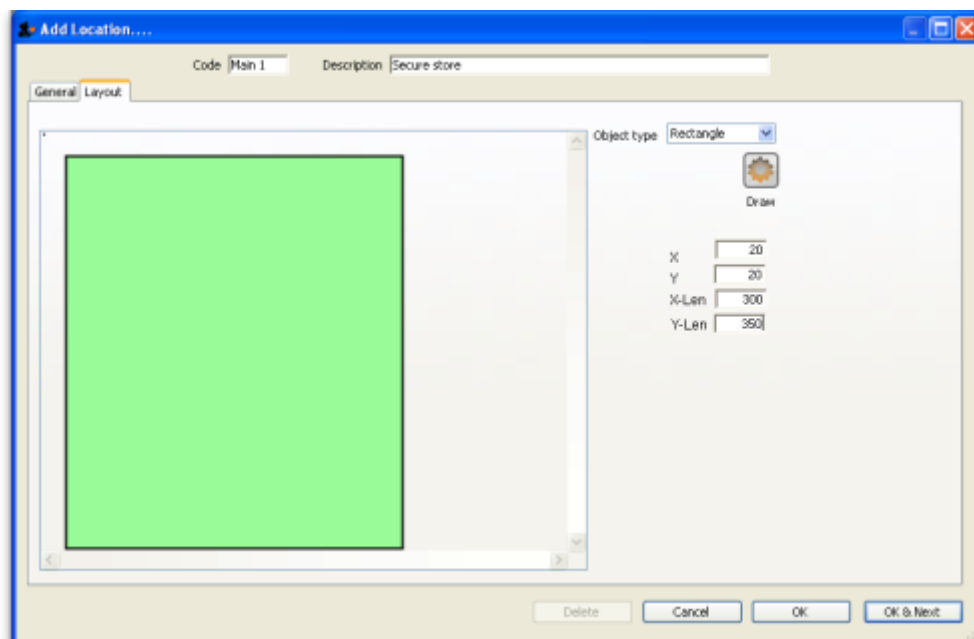 Add Location....
Code Main 1 Description Secure store
General Layout
Object type Rectangle
Draw
X 20
Y 20
X-Len 300
Y-Len 350
Delete Cancel OK OK & Next